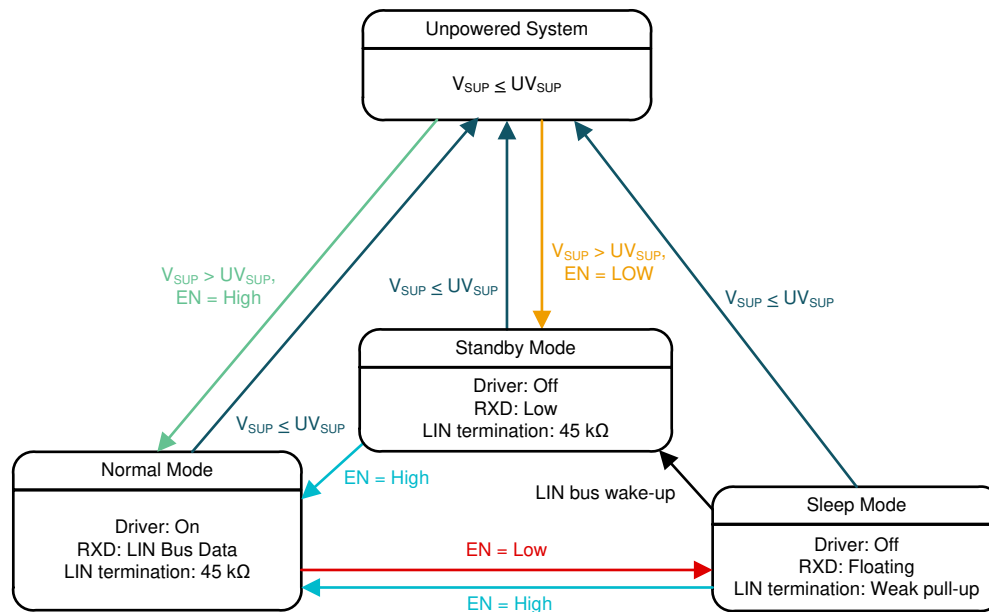 Unpowered System
V_SUP ≤ UV_SUP
V_SUP > UV_SUP,
EN = High
V_SUP ≤ UV_SUP
V_SUP > UV_SUP,
EN = LOW
V_SUP ≤ UV_SUP
V_SUP ≤ UV_SUP
Standby Mode
Driver: Off
RXD: Low
LIN termination: 45 kΩ
Normal Mode
Driver: On
RXD: LIN Bus Data
LIN termination: 45 kΩ
EN = High
LIN bus wake-up
Sleep Mode
Driver: Off
RXD: Floating
LIN termination: Weak pull-up
EN = Low
EN = High